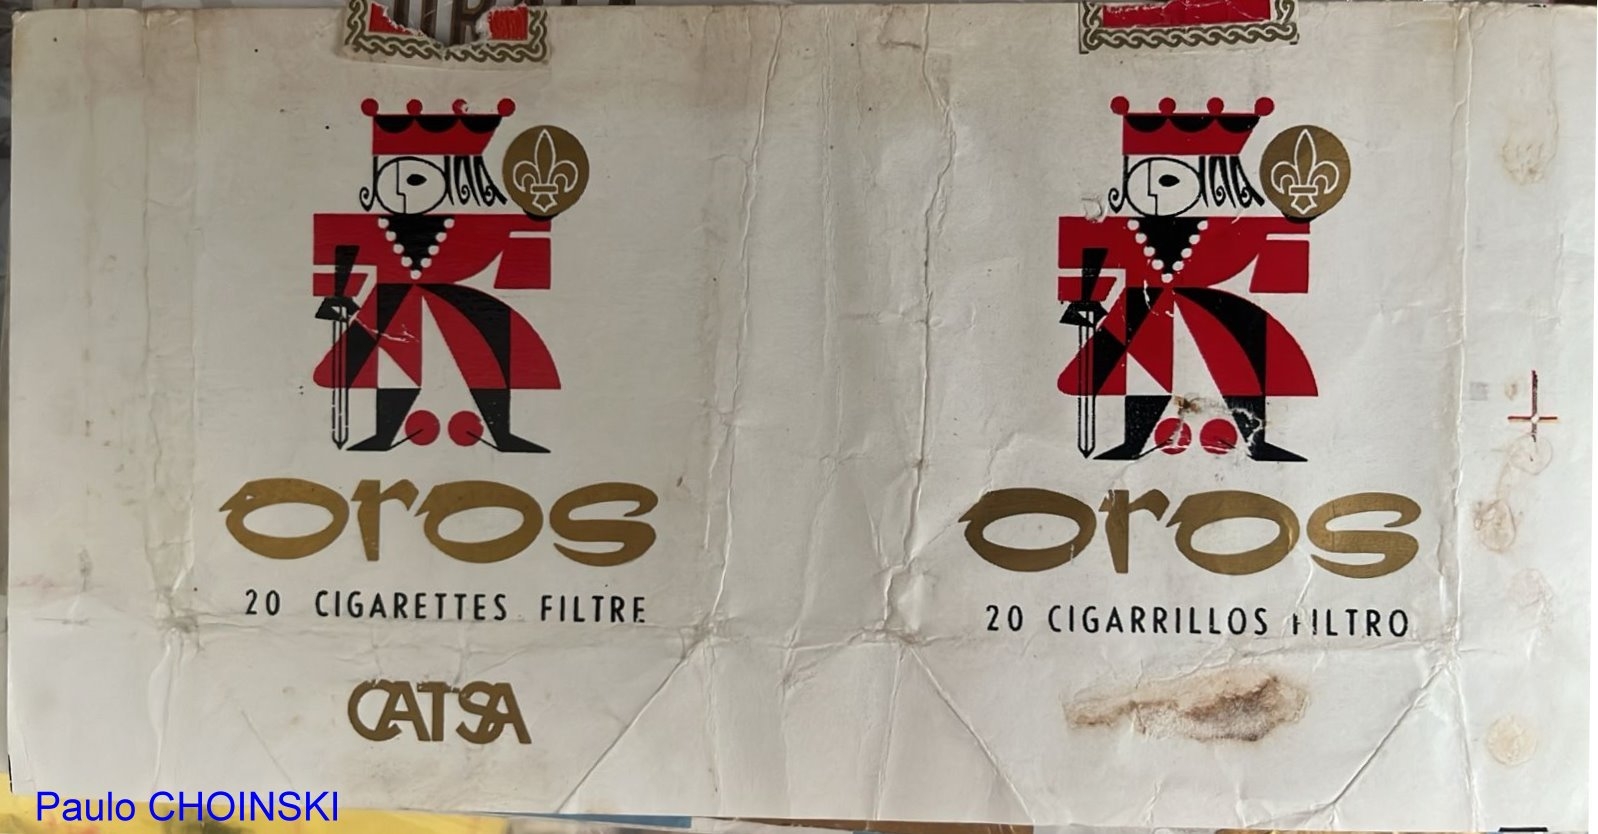 oros
20 CIGARETTES FILTRE
CATSA
oros
20 CIGARRILLOS FILTRO
Paulo CHOINSKI